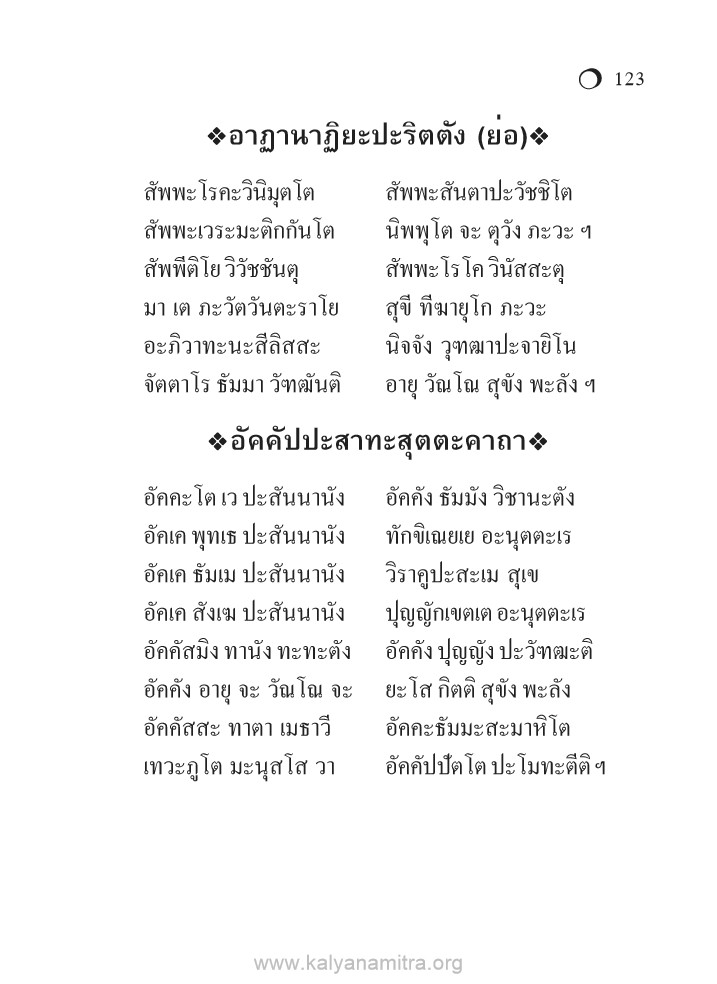 123
❖อาฏานาฏิยะปะริตตัง (ย่อ)❖
สัพพะโรคะวินิมุตโต สัพพะสันตาปะวัชชิโต
สัพพะเวระมะติกกันโต นิพพุโต จะ ตุวัง ภะวะ ฯ
สัพพีติโย วิวัชชันตุ สัพพะโรโค วินัสสะตุ
มา เต ภะวัตวันตะราโย สุขี ทีฆายุโก ภะวะ
อะภิวาทะนะสีลิสสะ นิจจัง วุฑฒาปะจายิโน
จัตตาโร ธัมมา วัฑฒันติ อายุ วัณโณ สุขัง พะลัง ฯ
❖อัคคัปปะสาทะสุตตะคาถา❖
อัคคะโต เว ปะสันนานัง อัคคัง ธัมมัง วิชานะตัง
อัคเค พุทเธ ปะสันนานัง ทักขิเณยเย อะนุตตะเร
อัคเค ธัมเม ปะสันนานัง วิราคูปะสะเม สุเข
อัคเค สังเฆ ปะสันนานัง ปุญญักเขตเต อะนุตตะเร
อัคคัสมิง ทานัง ทะทะตัง อัคคัง ปุญญัง ปะวัฑฒะติ
อัคคัง อายุ จะ วัณโณ จะ ยะโส กิตติ สุขัง พะลัง
อัคคัสสะ ทาตา เมธาวี อัคคะธัมมะสะมาหิโต
เทวะภูโต มะนุสโส วา อัคคัปปัตโต ปะโมทะตีติ ฯ
www.kalyanamitra.org